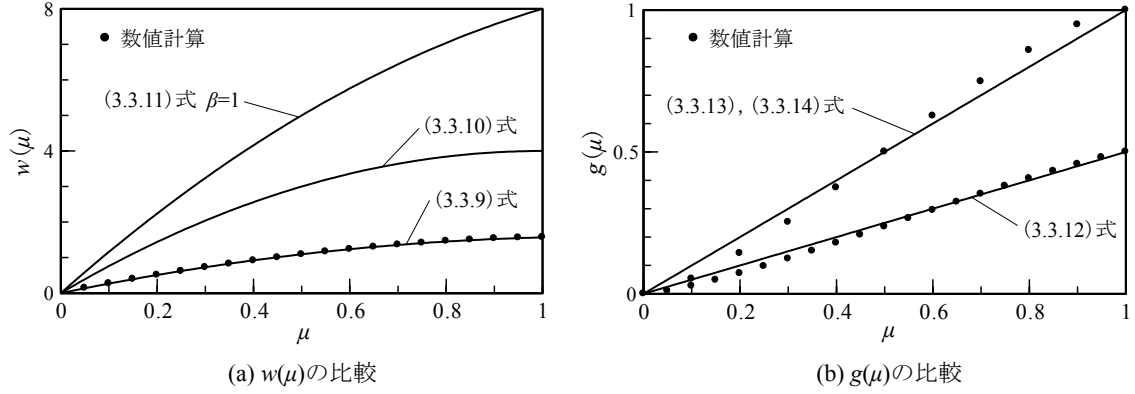 8
4
0
w(μ)
● 数値計算
(3.3.11)式 β=1
(3.3.10)式
(3.3.9)式
0 0.2 0.4 0.6 0.8 1
μ
(a) w(μ)の比較
1
0.5
0
g(μ)
● 数値計算
(3.3.13), (3.3.14)式
(3.3.12)式
0 0.2 0.4 0.6 0.8 1
μ
(b) g(μ)の比較